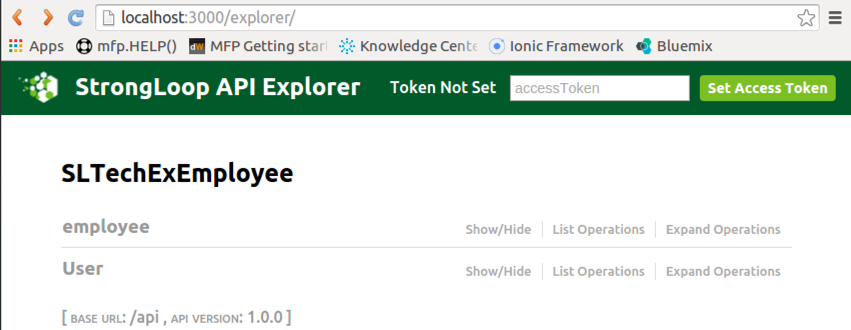 localhost:3000/explorer/
Apps mfp.HELP() MFP Getting star Knowledge Cente Ionic Framework Bluemix
StrongLoop API Explorer Token Not Set accessToken Set Access Token
SLTechExEmployee
employee Show/Hide List Operations Expand Operations
User Show/Hide List Operations Expand Operations
[ BASE URL: /api , API VERSION: 1.0.0 ]